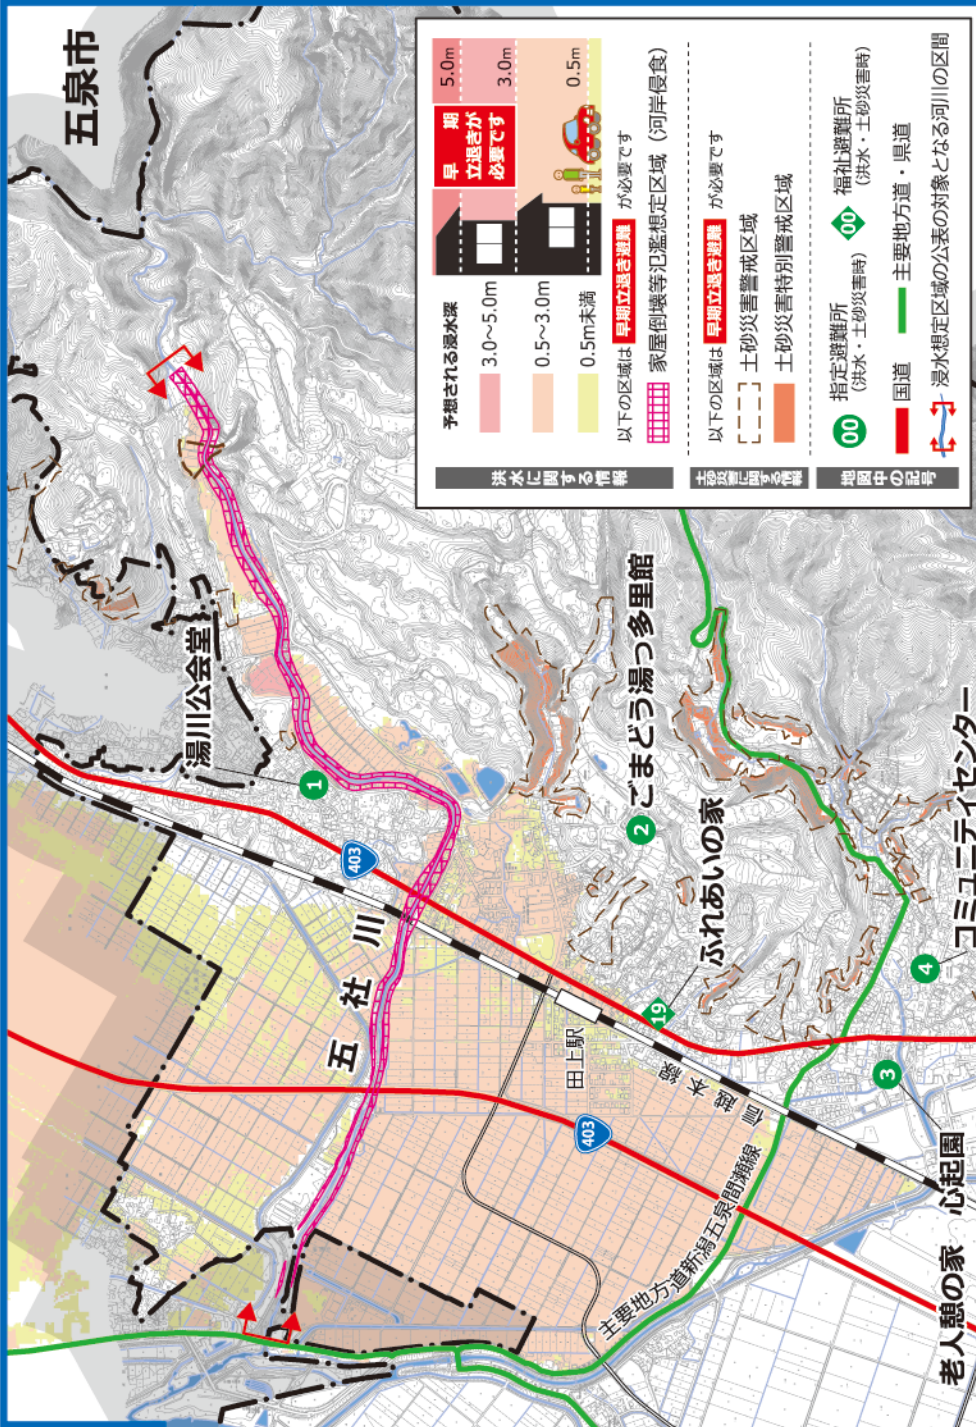 五泉市
湯川公会堂
1
403
五社川
2
ごまどう湯っ多里館
ふれあいの家
19
田上駅
信越本線
403
主要地方道新潟五泉間瀬線
4
コミュニティセンター
3
老人憩の家 心起園
洪水に関する情報
予想される浸水深
3.0～5.0m
0.5～3.0m
0.5m未満
5.0m
3.0m
0.5m
早期
立退きが
必要です
以下の区域は 早期立退き避難 が必要です
家屋倒壊等氾濫想定区域（河岸侵食）
土砂災害に関する情報
以下の区域は 早期立退き避難 が必要です
土砂災害警戒区域
土砂災害特別警戒区域
地図中の記号
00 指定避難所
（洪水・土砂災害時）
00 福祉避難所
（洪水・土砂災害時）
国道
主要地方道・県道
浸水想定区域の公表の対象となる河川の区間